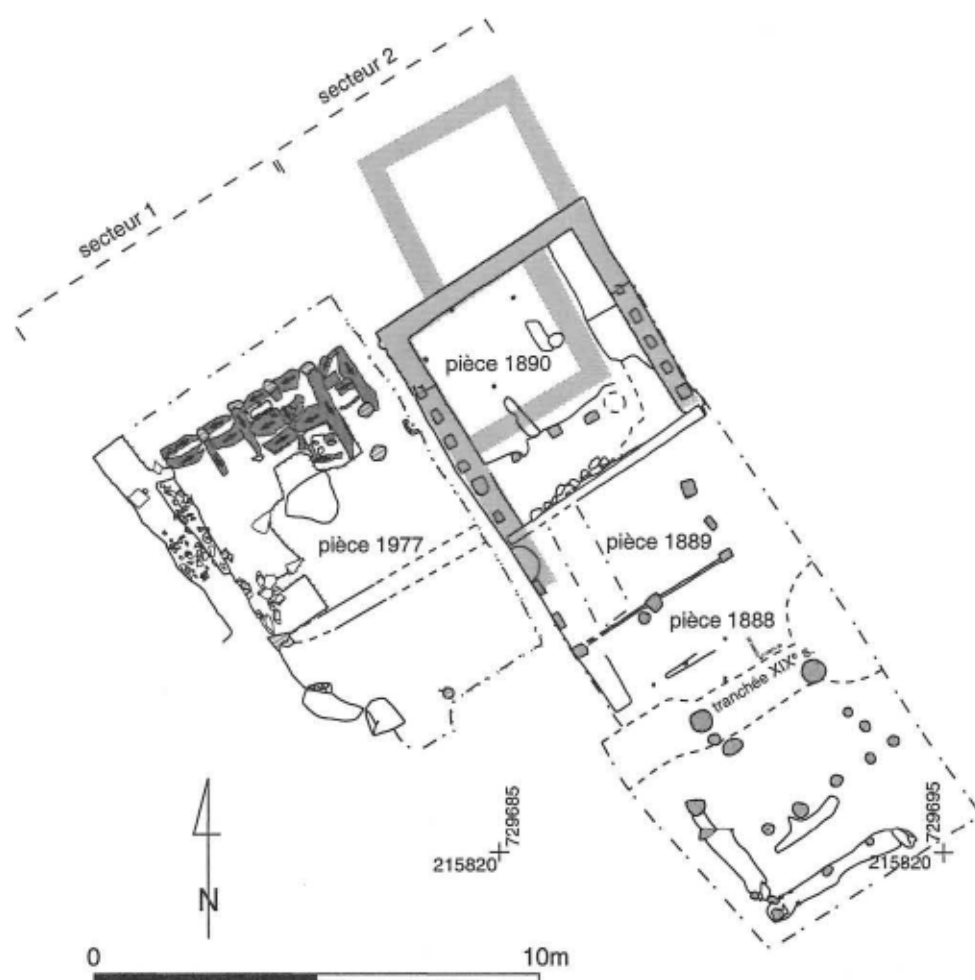 secteur 2
secteur 1
pièce 1890
pièce 1977
pièce 1889
pièce 1888
tranchée XIXe s.
729685
215820
729695
215820
N
0 10m